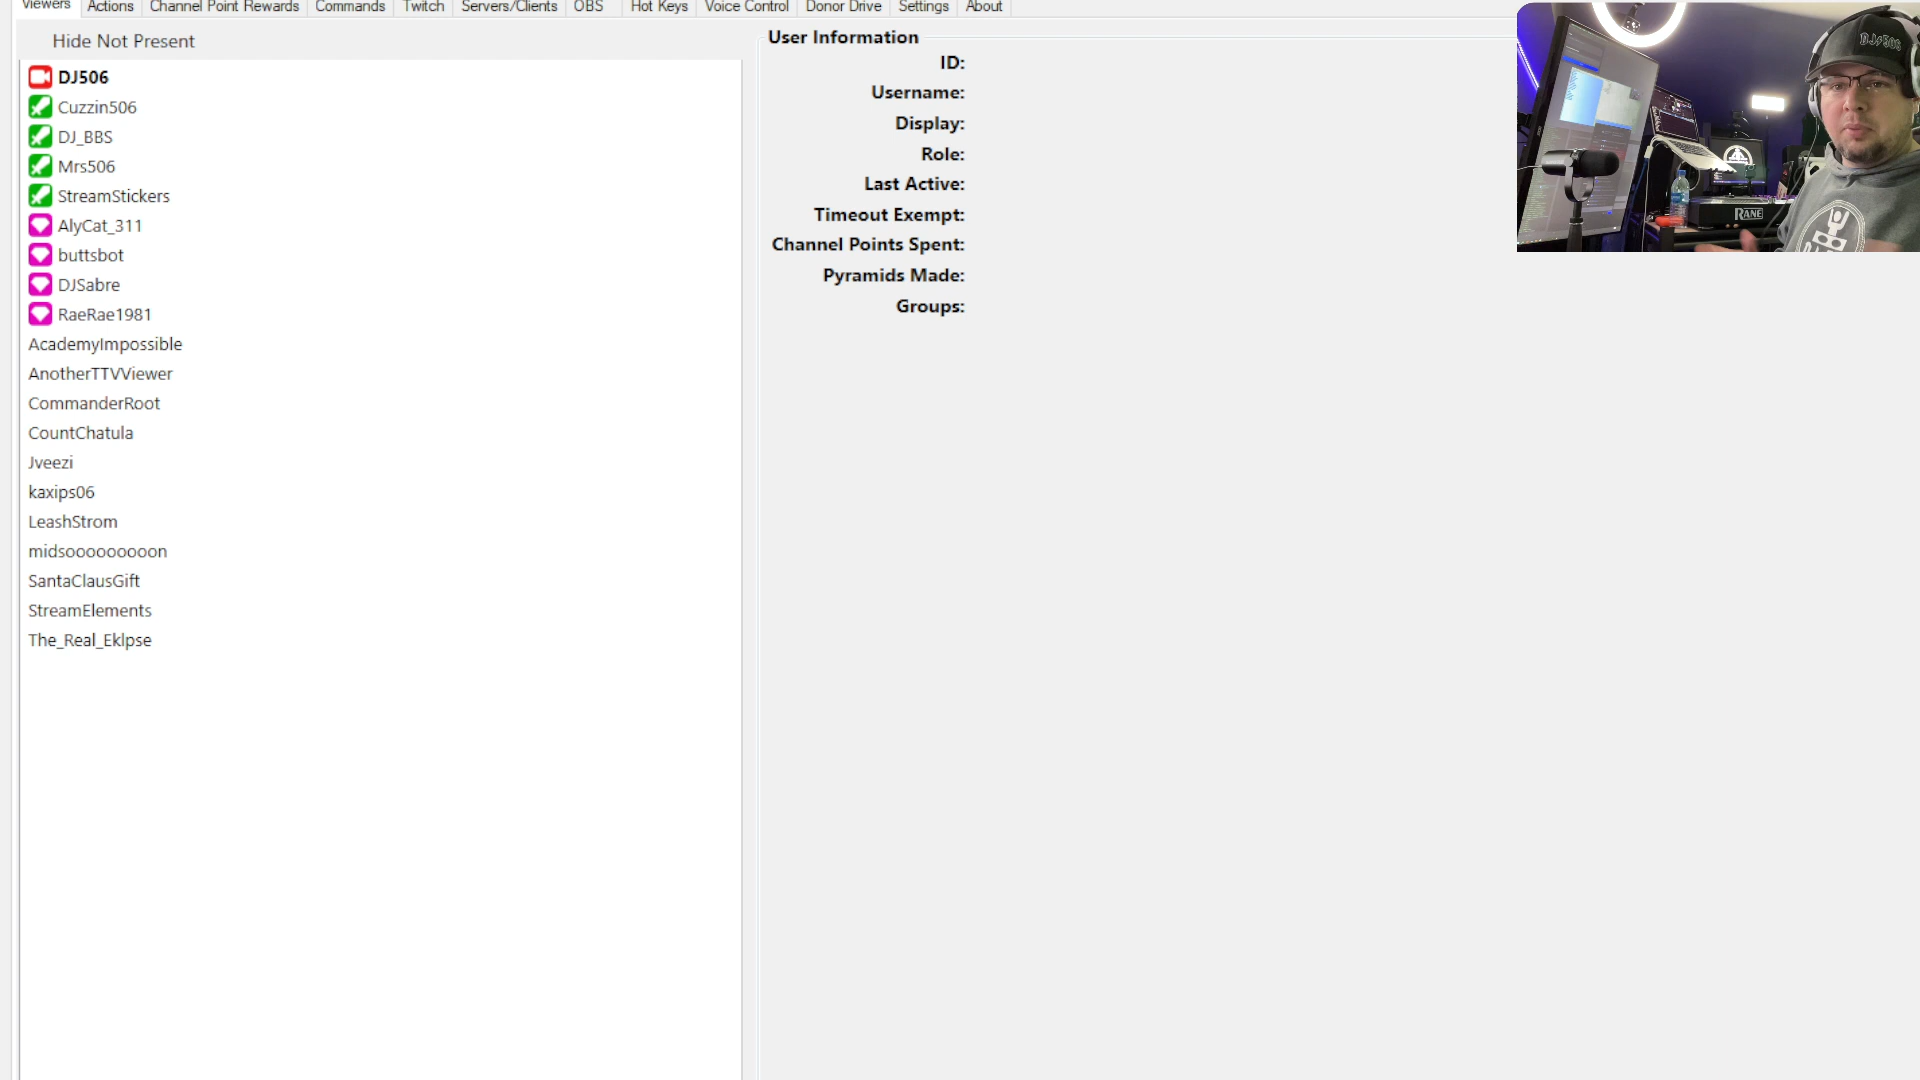 Viewers Actions Channel Point Rewards Commands Twitch Servers/Clients OBS Hot Keys Voice Control Donor Drive Settings About
Hide Not Present
User Information
DJ506
Cuzzin506
DJ_BBS
Mrs506
StreamStickers
AlyCat_311
buttsbot
DJSabre
RaeRae1981
AcademyImpossible
AnotherTTVViewer
CommanderRoot
CountChatula
Jveezi
kaxips06
LeashStrom
midsooooooooon
SantaClausGift
StreamElements
The_Real_Eklpse
ID:
Username:
Display:
Role:
Last Active:
Timeout Exempt:
Channel Points Spent:
Pyramids Made:
Groups:
DJ506
RANE